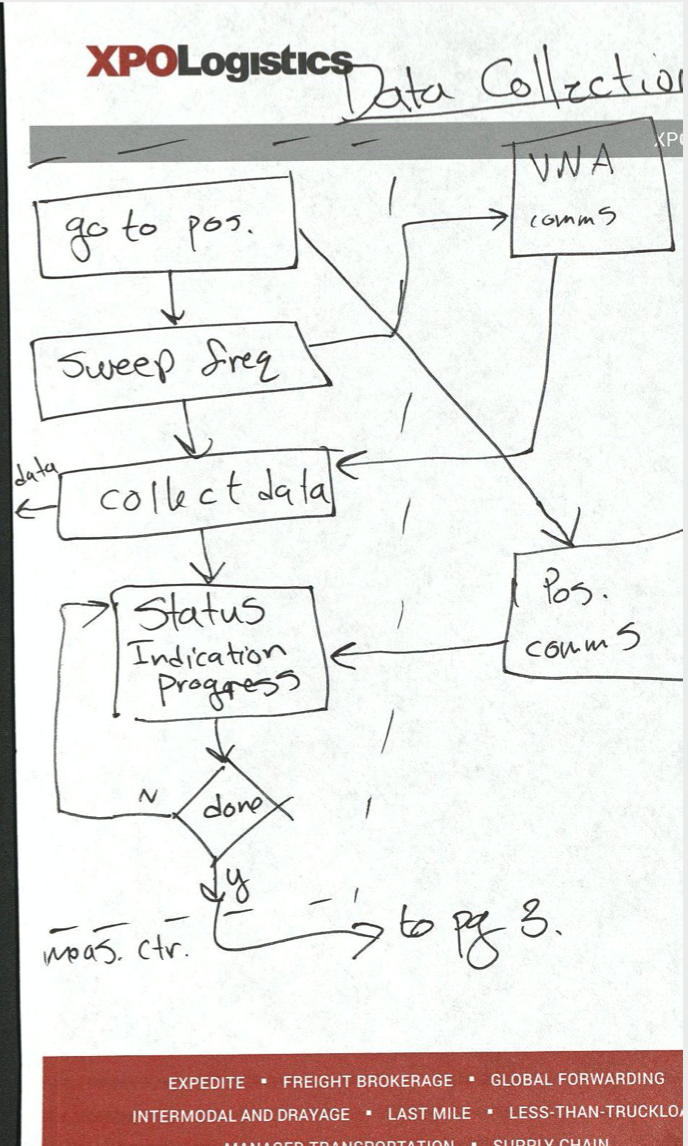 XPOLogistics
Data Collection
XPO
VNA
comms
go to pos.
Sweep freq
data
collect data
Pos.
comms
Status
Indication
Progress
N
done
y
to pg 3.
meas. ctr.
EXPEDITE ▪ FREIGHT BROKERAGE ▪ GLOBAL FORWARDING
INTERMODAL AND DRAYAGE ▪ LAST MILE ▪ LESS-THAN-TRUCKLOA
MANAGED TRANSPORTATION ▪ SUPPLY CHAIN